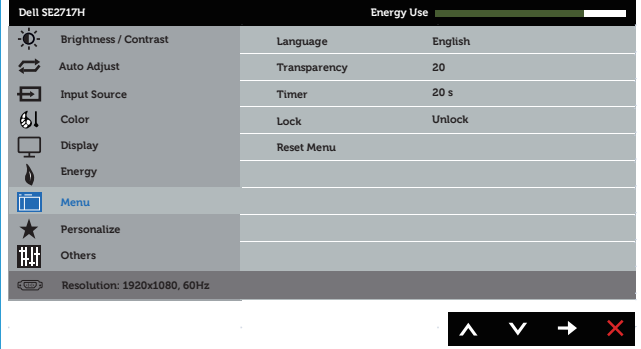 Dell SE2717H Energy Use
Brightness / Contrast
Auto Adjust
Input Source
Color
Display
Energy
Menu
Personalize
Others
Language English
Transparency 20
Timer 20 s
Lock Unlock
Reset Menu
Resolution: 1920x1080, 60Hz